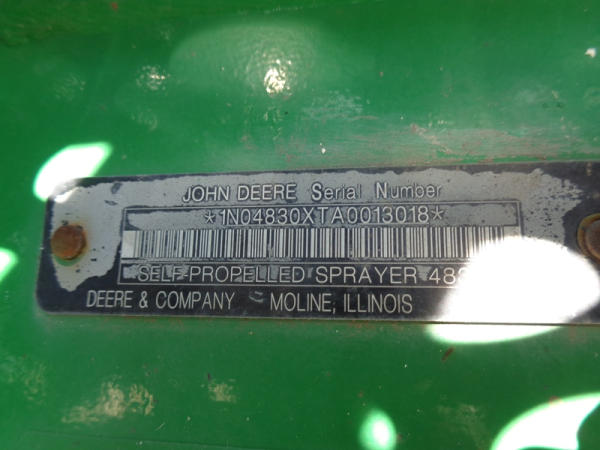 JOHN DEERE Serial Number
*1N04830XTA0013018*
SELF-PROPELLED SPRAYER
DEERE & COMPANY MOLINE, ILLINOIS